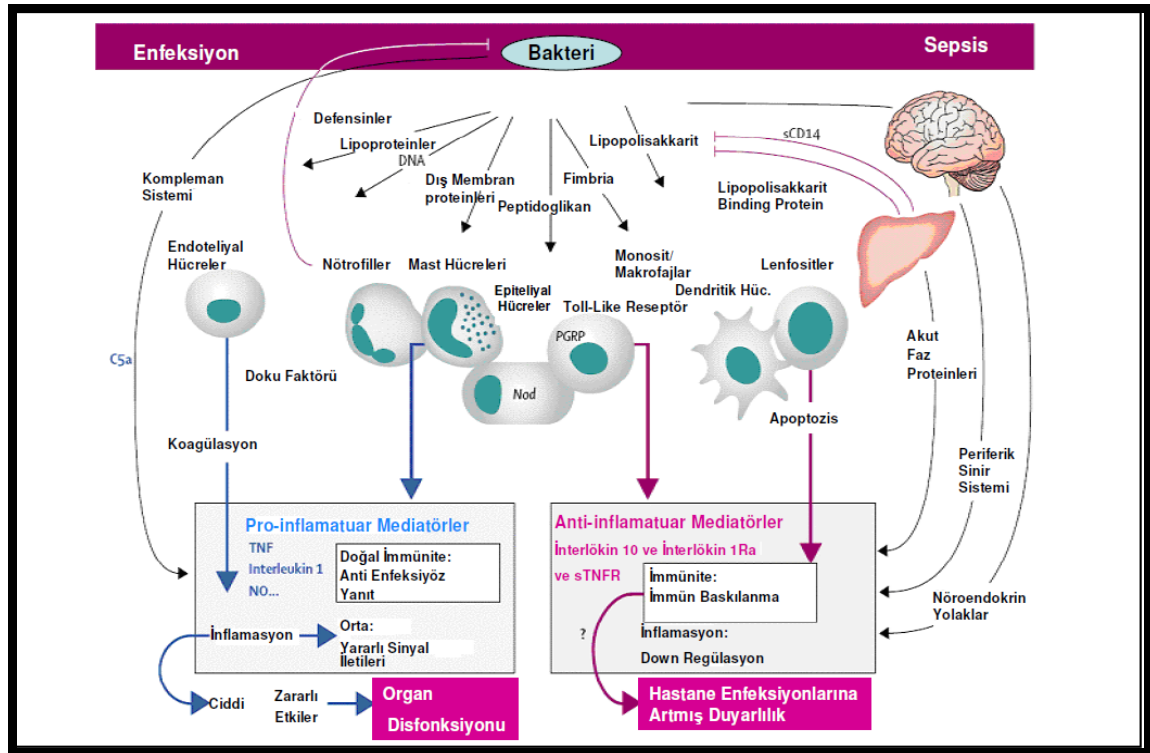 Enfeksiyon
Bakteri
Sepsis
Defensinler
Lipoproteinler
DNA
Dış Membran
proteinleri
Peptidoglikan
Fimbria
Lipopolisakkarit
sCD14
Lipopolisakkarit
Binding Protein
Kompleman
Sistemi
Endoteliyal
Hücreler
Nötrofiller
Mast Hücreleri
Epiteliyal
Hücreler
Monosit/
Makrofajlar
Toll-Like Reseptör
Dendritik Hüc.
Lenfositler
PGRP
Nod
C5a
Doku Faktörü
Koagülasyon
Apoptozis
Akut
Faz
Proteinleri
Periferik
Sinir
Sistemi
Nöroendokrin
Yolaklar
Pro-inflamatuar Mediatörler
TNF
Interleukin 1
NO...
Doğal İmmünite:
Anti Enfeksiyöz
Yanıt
İnflamasyon
Orta:
Yararlı Sinyal
İletileri
Ciddi
Zararlı
Etkiler
Organ
Disfonksiyonu
Anti-inflamatuar Mediatörler
İnterlökin 10 ve İnterlökin 1Ra
ve sTNFR
İmmünite:
İmmün Baskılanma
?
İnflamasyon:
Down Regülasyon
Hastane Enfeksiyonlarına
Artmış Duyarlılık